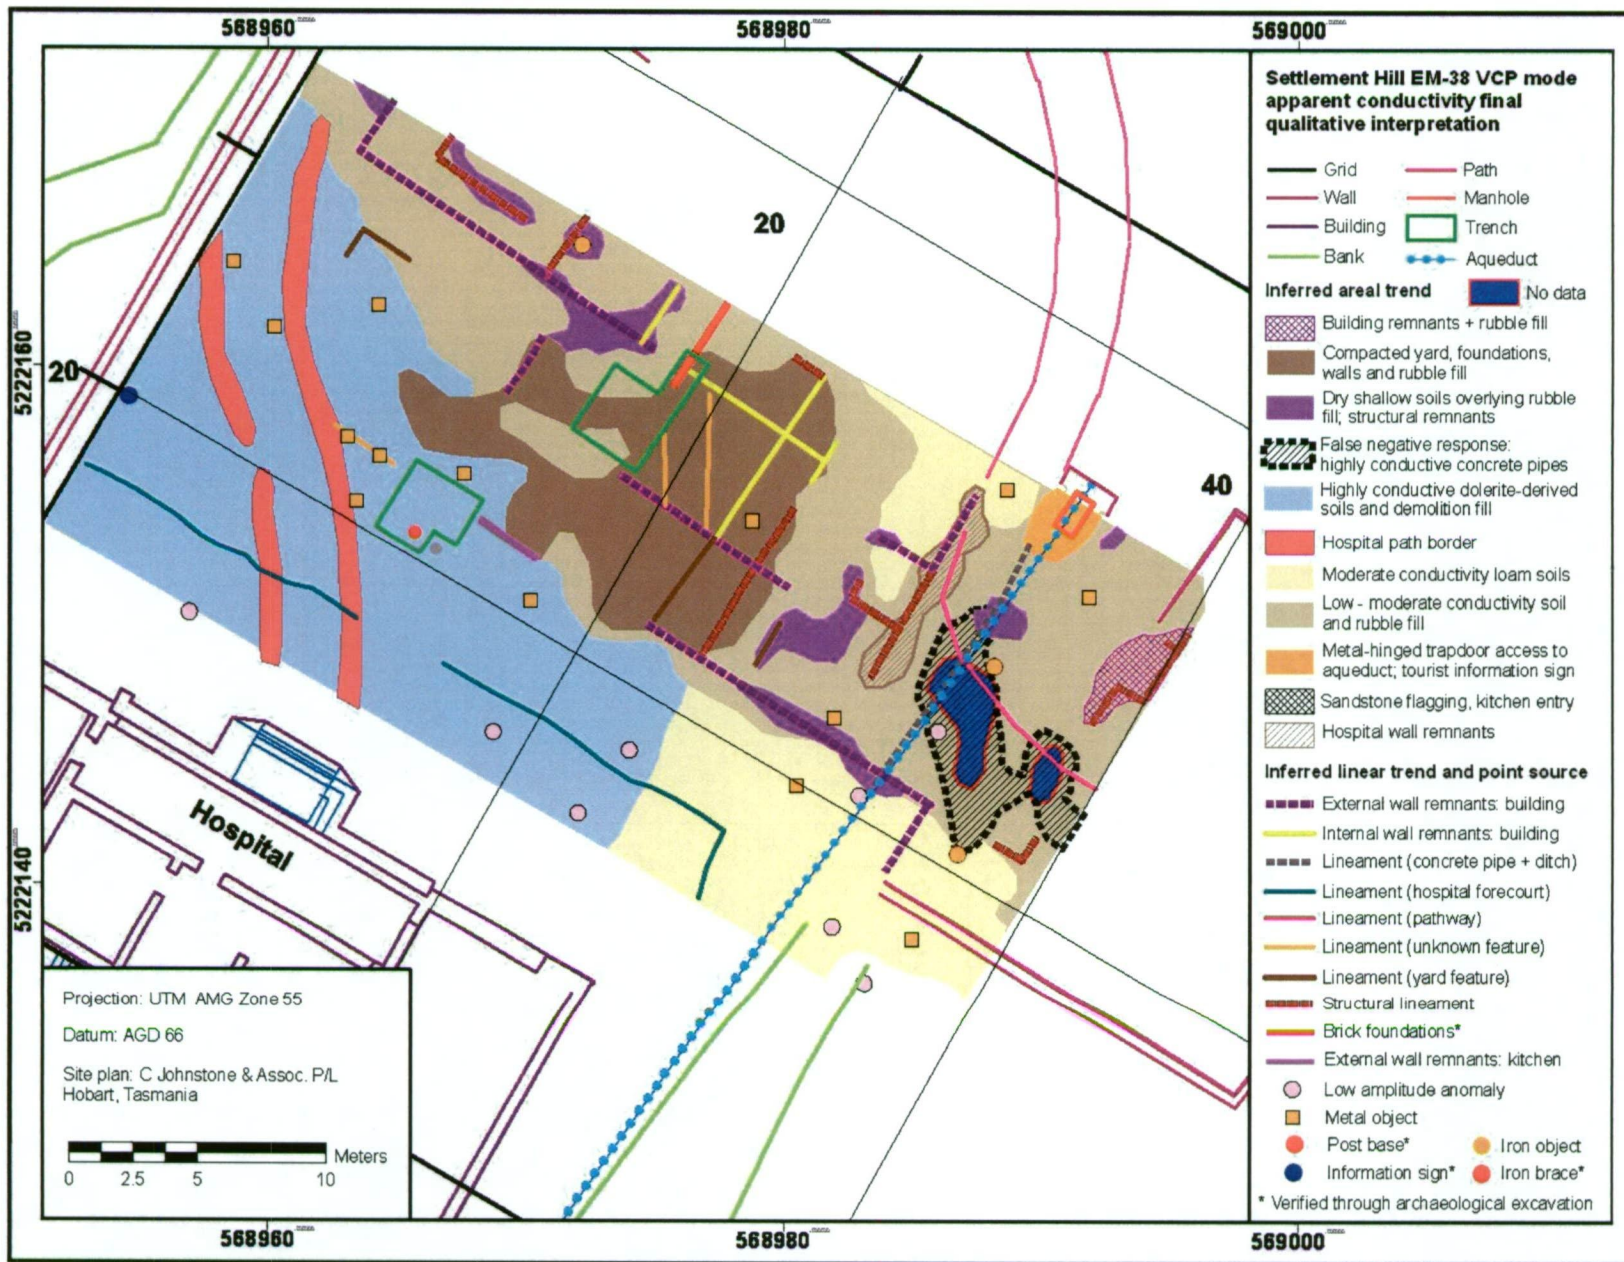 568960
568980
569000
5222160
5222140
20
20
40
Hospital
Projection: UTM AMG Zone 55
Datum: AGD 66
Site plan: C Johnstone & Assoc. P/L
Hobart, Tasmania
Meters
0 2.5 5 10
568960
568980
569000
Settlement Hill EM-38 VCP mode
apparent conductivity final
qualitative interpretation
Grid Path
Wall Manhole
Building Trench
Bank Aqueduct
Inferred areal trend No data
Building remnants + rubble fill
Compacted yard, foundations,
walls and rubble fill
Dry shallow soils overlying rubble
fill; structural remnants
False negative response:
highly conductive concrete pipes
Highly conductive dolerite-derived
soils and demolition fill
Hospital path border
Moderate conductivity loam soils
Low - moderate conductivity soil
and rubble fill
Metal-hinged trapdoor access to
aqueduct; tourist information sign
Sandstone flagging, kitchen entry
Hospital wall remnants
Inferred linear trend and point source
External wall remnants: building
Internal wall remnants: building
Lineament (concrete pipe + ditch)
Lineament (hospital forecourt)
Lineament (pathway)
Lineament (unknown feature)
Lineament (yard feature)
Structural lineament
Brick foundations*
External wall remnants: kitchen
Low amplitude anomaly
Metal object
Post base* Iron object
Information sign* Iron brace*
* Verified through archaeological excavation